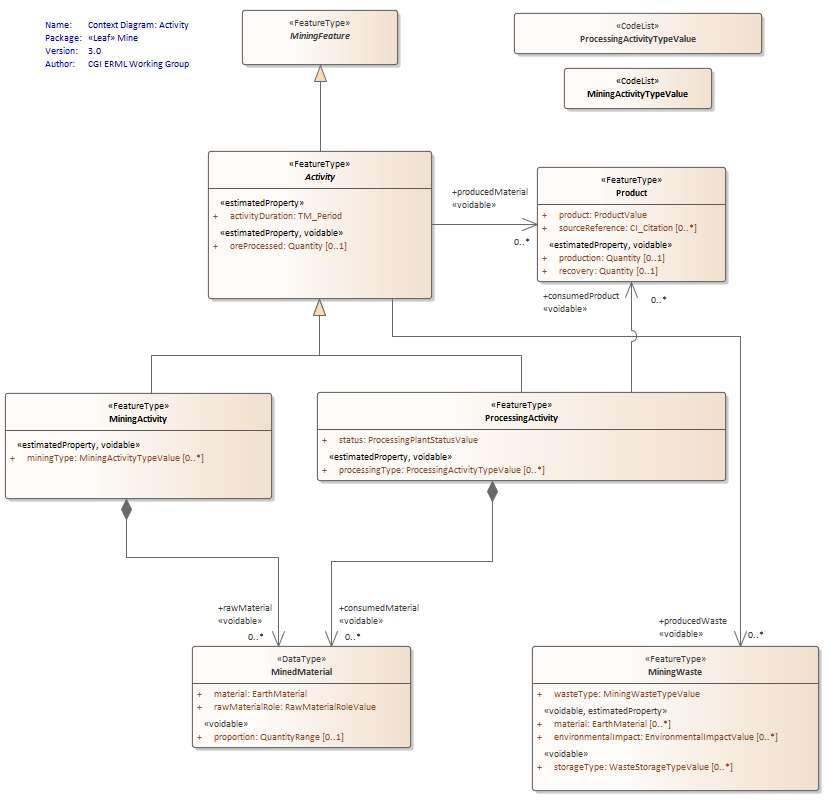 Name: Context Diagram: Activity
Package: «Leaf» Mine
Version: 3.0
Author: CGI ERML Working Group
«FeatureType»
MiningFeature
«CodeList»
ProcessingActivityTypeValue
«CodeList»
MiningActivityTypeValue
«FeatureType»
Activity
«estimatedProperty»
+ activityDuration: TM_Period
«estimatedProperty, voidable»
+ oreProcessed: Quantity [0..1]
+producedMaterial
«voidable»
0..*
«FeatureType»
Product
+ product: ProductValue
+ sourceReference: CI_Citation [0..*]
«estimatedProperty, voidable»
+ production: Quantity [0..1]
+ recovery: Quantity [0..1]
+consumedProduct
«voidable»
0..*
«FeatureType»
MiningActivity
«estimatedProperty, voidable»
+ miningType: MiningActivityTypeValue [0..*]
«FeatureType»
ProcessingActivity
+ status: ProcessingPlantStatusValue
«estimatedProperty, voidable»
+ processingType: ProcessingActivityTypeValue [0..*]
+rawMaterial
«voidable»
0..*
+consumedMaterial
«voidable»
0..*
+producedWaste
«voidable»
0..*
«DataType»
MinedMaterial
+ material: EarthMaterial
+ rawMaterialRole: RawMaterialRoleValue
«voidable»
+ proportion: QuantityRange [0..1]
«FeatureType»
MiningWaste
+ wasteType: MiningWasteTypeValue
«voidable, estimatedProperty»
+ material: EarthMaterial [0..*]
+ environmentalImpact: EnvironmentalImpactValue [0..*]
«voidable»
+ storageType: WasteStorageTypeValue [0..*]